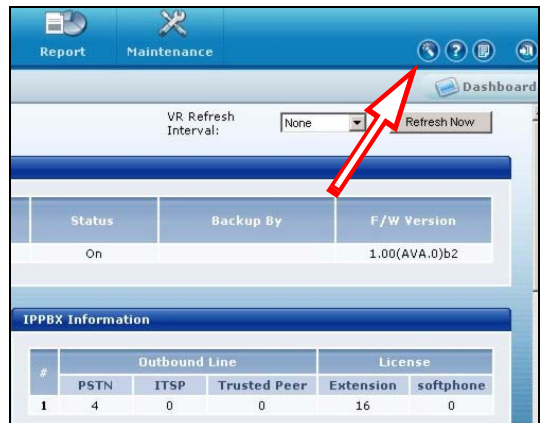 Report Maintenance
Dashboard
VR Refresh Interval: None Refresh Now
Status Backup By F/W Version
On 1.00(AVA.0)b2
IPPBX Information
# Outbound Line License
PSTN ITSP Trusted Peer Extension softphone
1 4 0 0 16 0